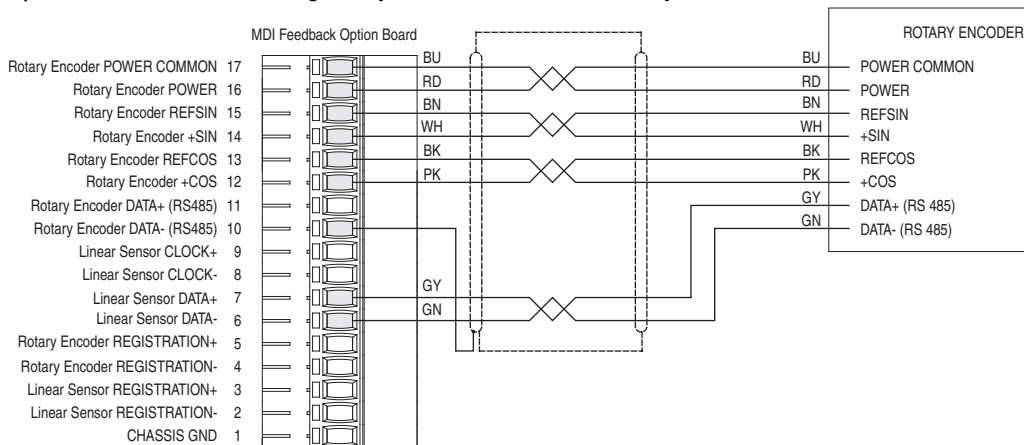 MDI Feedback Option Board
ROTARY ENCODER
Rotary Encoder POWER COMMON 17 BU BU POWER COMMON
Rotary Encoder POWER 16 RD RD POWER
Rotary Encoder REFSIN 15 BN BN REFSIN
Rotary Encoder +SIN 14 WH WH +SIN
Rotary Encoder REFCOS 13 BK BK REFCOS
Rotary Encoder +COS 12 PK PK +COS
Rotary Encoder DATA+ (RS485) 11 GY DATA+ (RS 485)
Rotary Encoder DATA- (RS485) 10 GN DATA- (RS 485)
Linear Sensor CLOCK+ 9
Linear Sensor CLOCK- 8
Linear Sensor DATA+ 7 GY
Linear Sensor DATA- 6 GN
Rotary Encoder REGISTRATION+ 5
Rotary Encoder REGISTRATION- 4
Linear Sensor REGISTRATION+ 3
Linear Sensor REGISTRATION- 2
CHASSIS GND 1